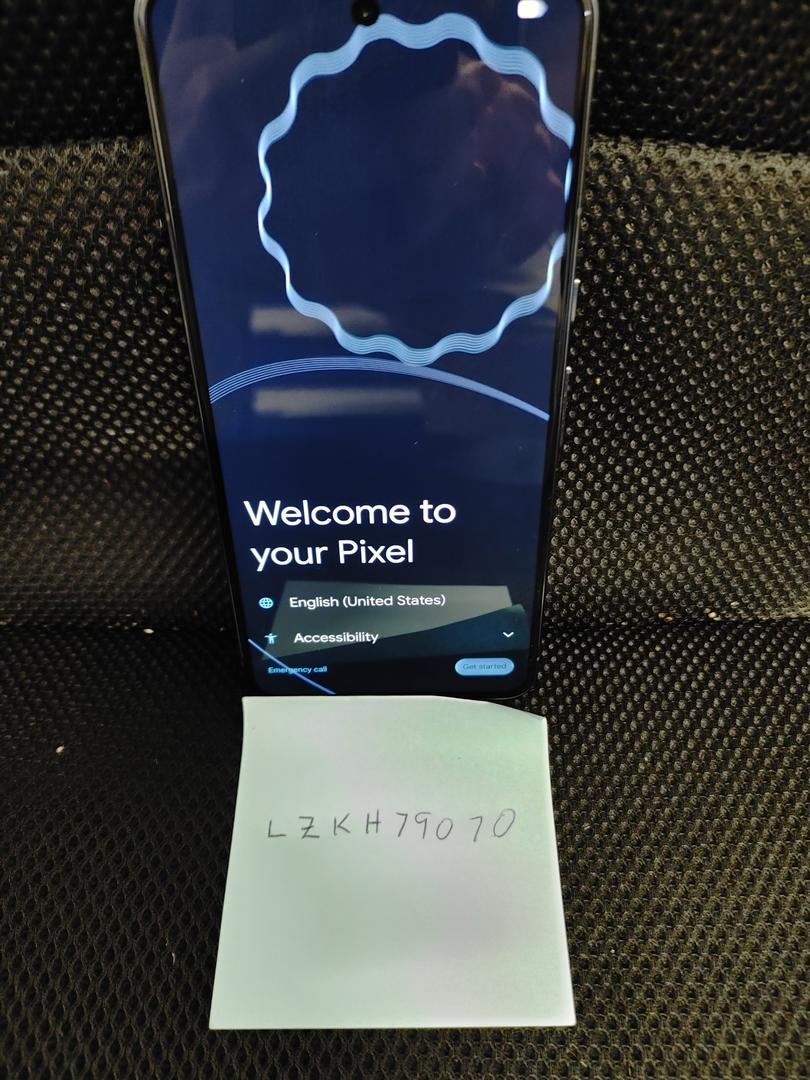 Welcome to
your Pixel
English (United States)
Accessibility
Emergency call
Get started
LZKH79070